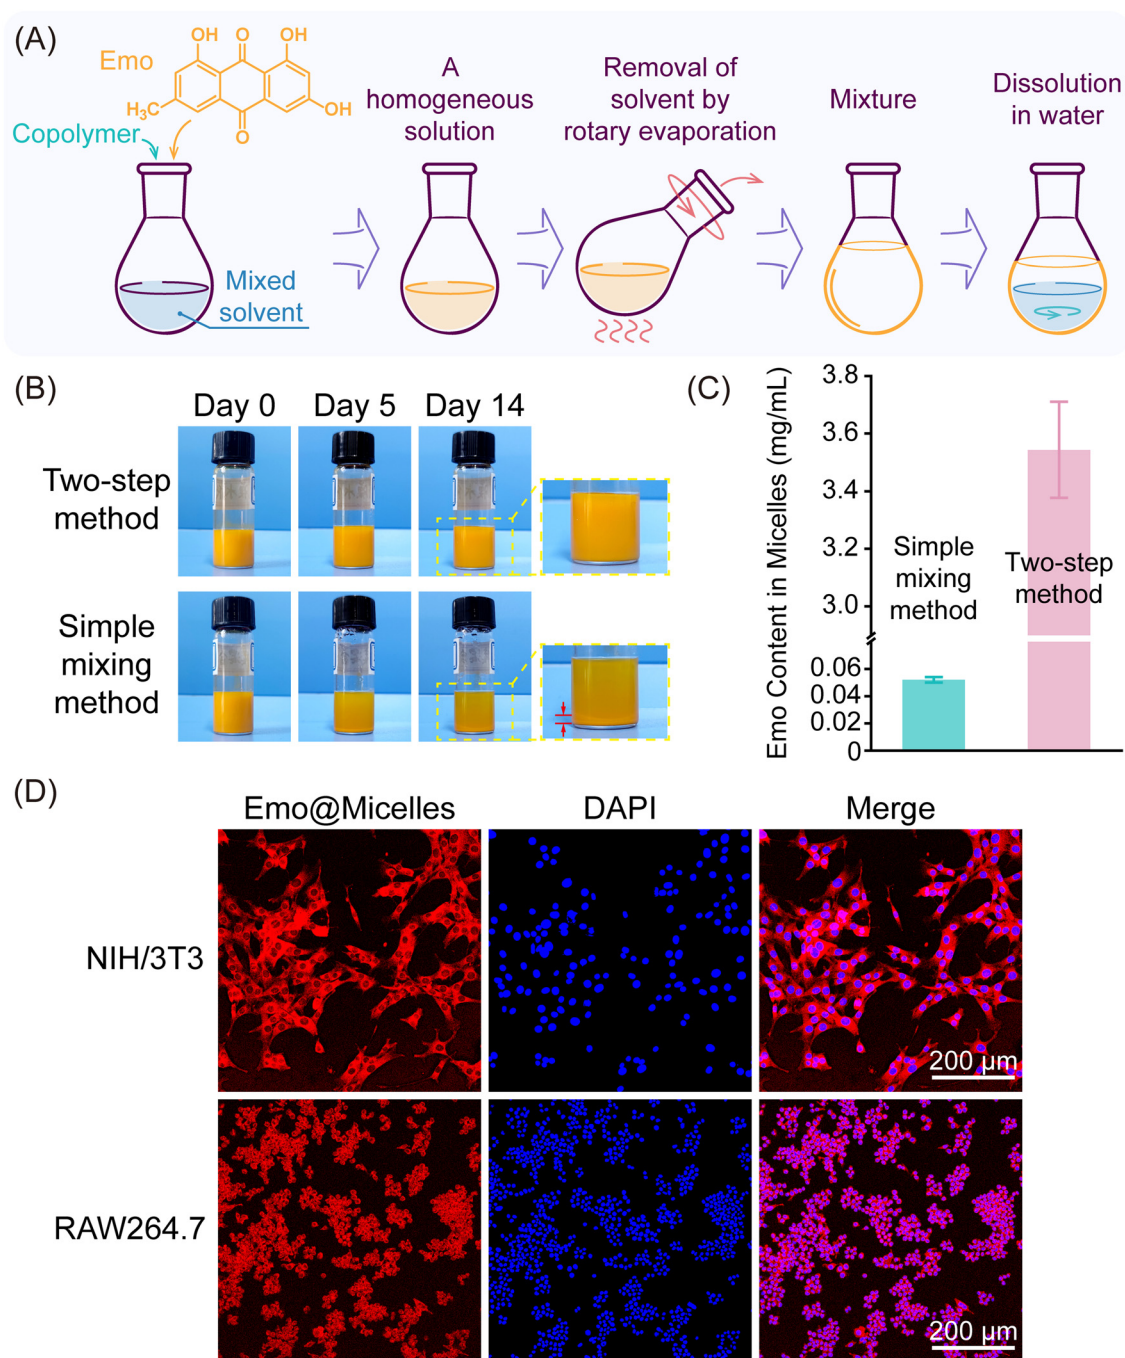 (A)
OH O OH
Emo
H₃C
OH
O
Copolymer
Mixed
solvent
A
homogeneous
solution
Removal of
solvent by
rotary evaporation
Mixture
Dissolution
in water
(B)
Day 0 Day 5 Day 14
Two-step
method
Simple
mixing
method
(C)
Emo Content in Micelles (mg/mL)
3.8
3.6
3.4
3.2
3.0
0.06
0.04
0.02
0
Simple
mixing
method
Two-step
method
(D)
Emo@Micelles DAPI Merge
NIH/3T3
200 µm
RAW264.7
200 µm